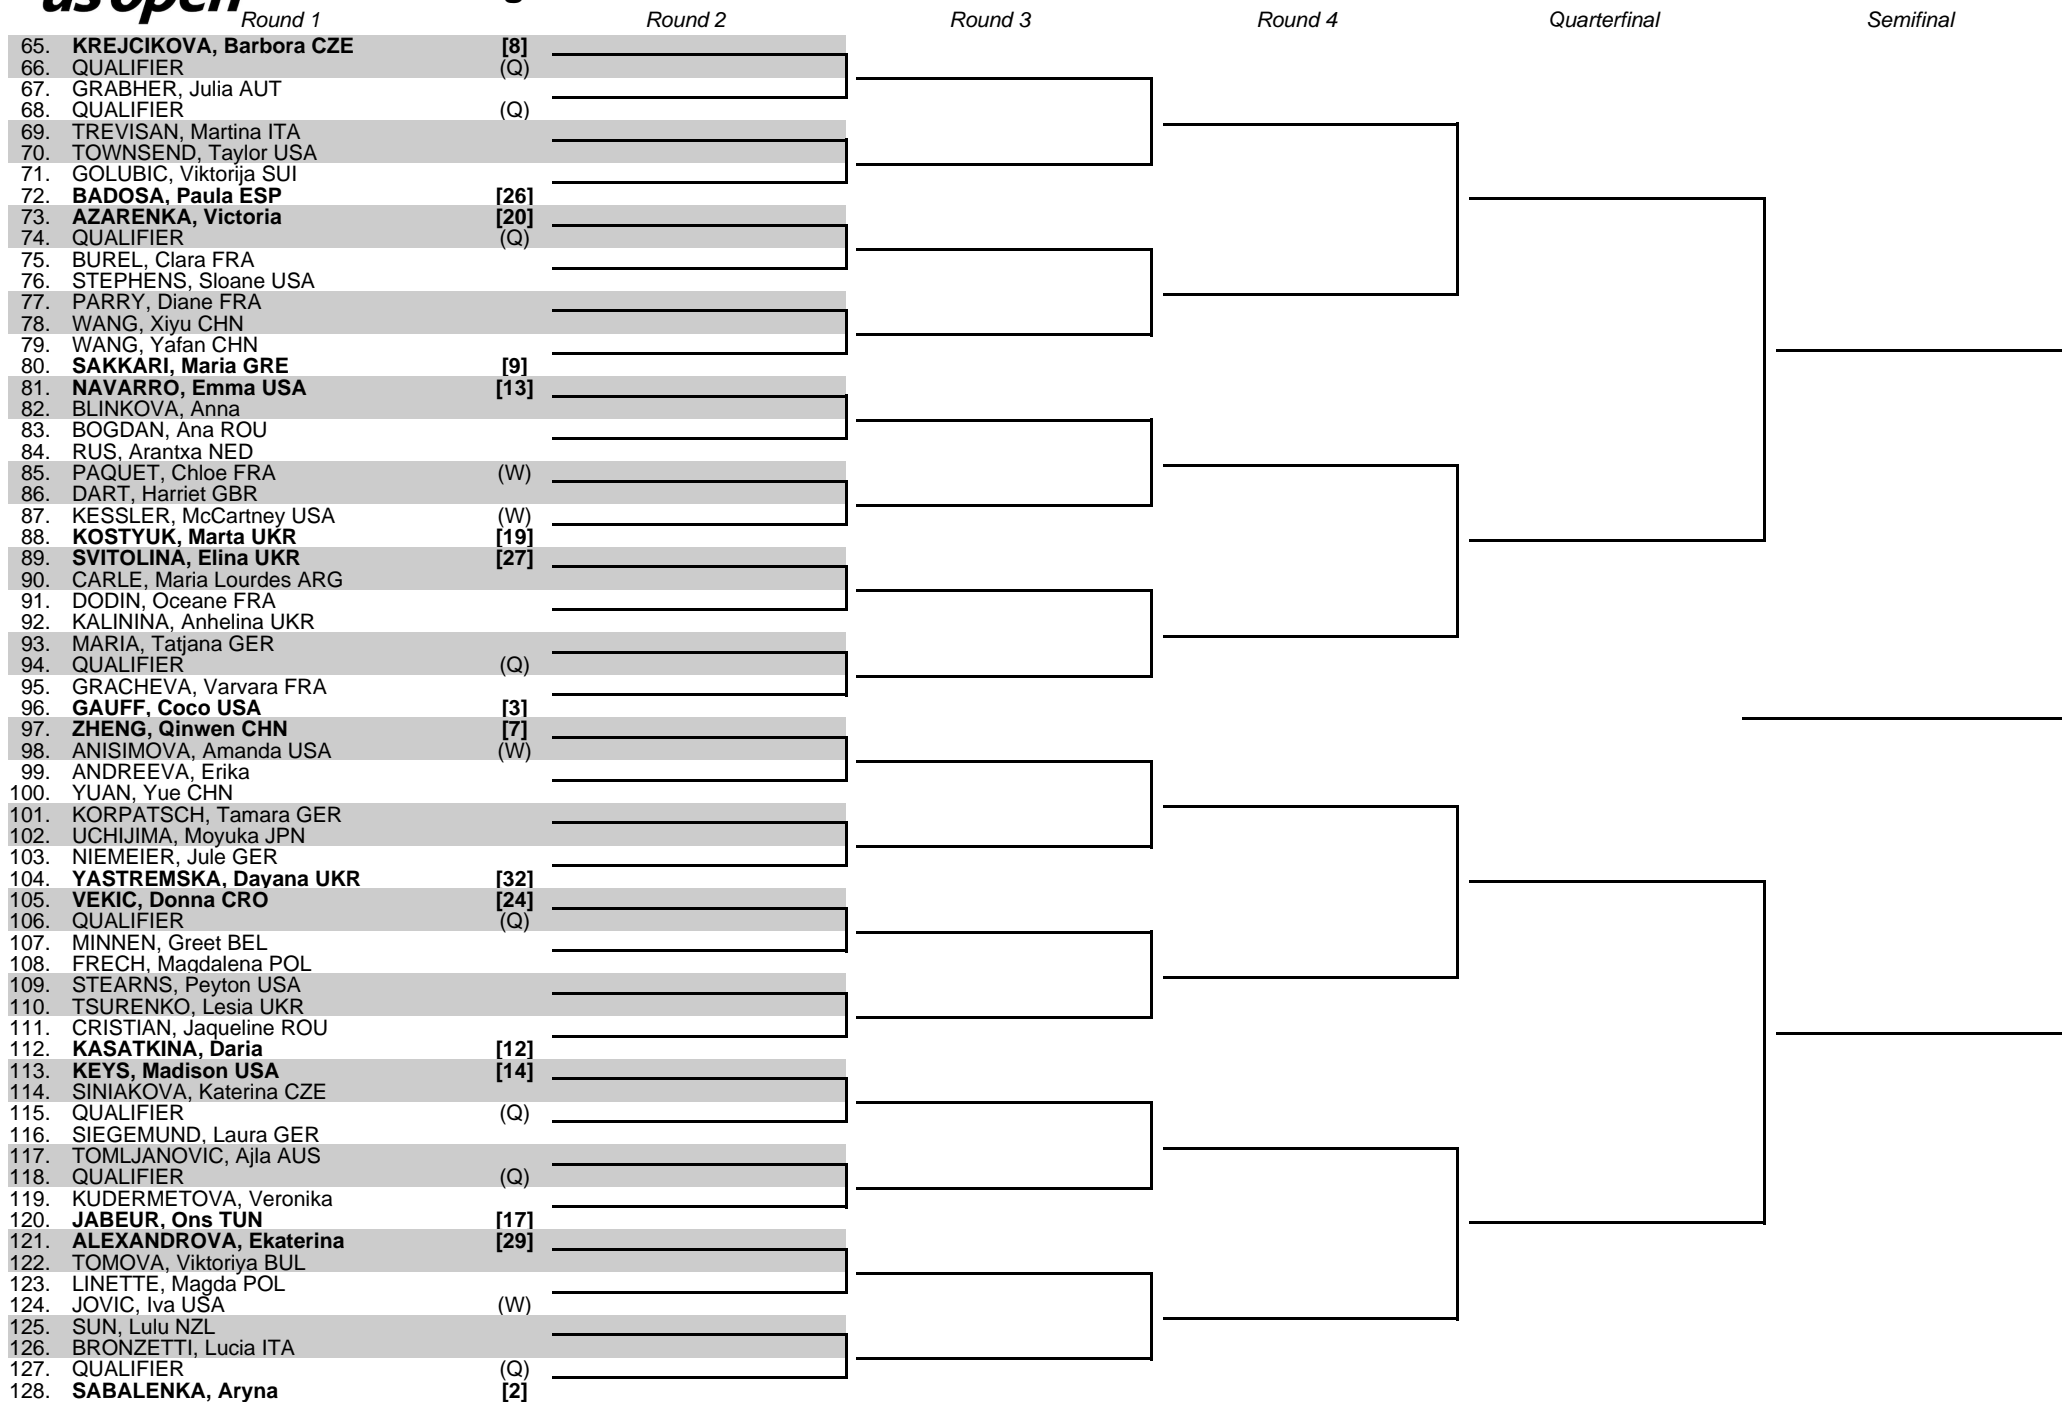 us open
Round 1 Round 2 Round 3 Round 4 Quarterfinal Semifinal
65. KREJCIKOVA, Barbora CZE [8]
66. QUALIFIER (Q)
67. GRABHER, Julia AUT
68. QUALIFIER (Q)
69. TREVISAN, Martina ITA
70. TOWNSEND, Taylor USA
71. GOLUBIC, Viktorija SUI
72. BADOSA, Paula ESP [26]
73. AZARENKA, Victoria [20]
74. QUALIFIER (Q)
75. BUREL, Clara FRA
76. STEPHENS, Sloane USA
77. PARRY, Diane FRA
78. WANG, Xiyu CHN
79. WANG, Yafan CHN
80. SAKKARI, Maria GRE [9]
81. NAVARRO, Emma USA [13]
82. BLINKOVA, Anna
83. BOGDAN, Ana ROU
84. RUS, Arantxa NED
85. PAQUET, Chloe FRA (W)
86. DART, Harriet GBR
87. KESSLER, McCartney USA (W)
88. KOSTYUK, Marta UKR [19]
89. SVITOLINA, Elina UKR [27]
90. CARLE, Maria Lourdes ARG
91. DODIN, Oceane FRA
92. KALININA, Anhelina UKR
93. MARIA, Tatjana GER
94. QUALIFIER (Q)
95. GRACHEVA, Varvara FRA
96. GAUFF, Coco USA [3]
97. ZHENG, Qinwen CHN [7]
98. ANISIMOVA, Amanda USA (W)
99. ANDREEVA, Erika
100. YUAN, Yue CHN
101. KORPATSCH, Tamara GER
102. UCHIJIMA, Moyuka JPN
103. NIEMEIER, Jule GER
104. YASTREMSKA, Dayana UKR [32]
105. VEKIC, Donna CRO [24]
106. QUALIFIER (Q)
107. MINNEN, Greet BEL
108. FRECH, Magdalena POL
109. STEARNS, Peyton USA
110. TSURENKO, Lesia UKR
111. CRISTIAN, Jaqueline ROU
112. KASATKINA, Daria [12]
113. KEYS, Madison USA [14]
114. SINIAKOVA, Katerina CZE
115. QUALIFIER (Q)
116. SIEGEMUND, Laura GER
117. TOMLJANOVIC, Ajla AUS
118. QUALIFIER (Q)
119. KUDERMETOVA, Veronika
120. JABEUR, Ons TUN [17]
121. ALEXANDROVA, Ekaterina [29]
122. TOMOVA, Viktoriya BUL
123. LINETTE, Magda POL
124. JOVIC, Iva USA (W)
125. SUN, Lulu NZL
126. BRONZETTI, Lucia ITA
127. QUALIFIER (Q)
128. SABALENKA, Aryna [2]